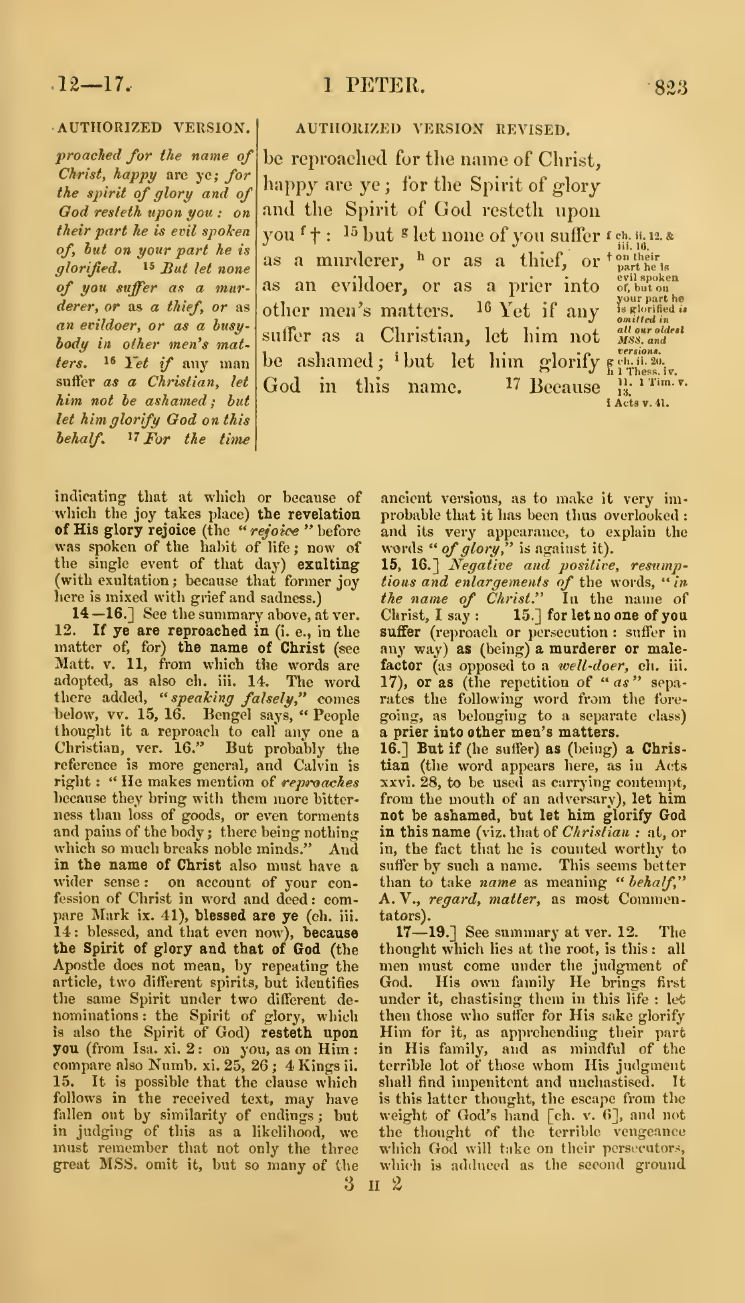 12—17.
1 PETER.
823
AUTHORIZED VERSION.
proached for the name of
Christ, happy are ye; for
the spirit of glory and of
God resteth upon you: on
their part he is evil spoken
of, but on your part he is
glorified. 15 But let none
of you suffer as a mur-
derer, or as a thief, or as
an evildoer, or as a busy-
body in other men's mat-
ters. 16 Yet if any man
suffer as a Christian, let
him not be ashamed; but
let him glorify God on this
behalf. 17 For the time
AUTHORIZED VERSION REVISED.
be reproached for the name of Christ,
happy are ye; for the Spirit of glory
and the Spirit of God resteth upon
you f †: 15 but g let none of you suffer
as a murderer, h or as a thief, or
as an evildoer, or as a prier into
other men's matters. 16 Yet if any
suffer as a Christian, let him not
be ashamed; i but let him glorify
God in this name. 17 Because
f ch. ii. 12. &
iii. 16.
† on their
part he is
evil spoken
of, but on
your part he
is glorified is
omitted in
all our oldest
MSS. and
versions.
g ch. ii. 20.
h 1 Thess. iv.
11. 1 Tim. v.
13.
i Acts v. 41.
indicating that at which or because of
which the joy takes place) the revelation
of His glory rejoice (the "rejoice" before
was spoken of the habit of life; now of
the single event of that day) exulting
(with exultation; because that former joy
here is mixed with grief and sadness.)
14—16.] See the summary above, at ver.
12. If ye are reproached in (i. e., in the
matter of, for) the name of Christ (see
Matt. v. 11, from which the words are
adopted, as also ch. iii. 14. The word
there added, "speaking falsely," comes
below, vv. 15, 16. Bengel says, "People
thought it a reproach to call any one a
Christian, ver. 16." But probably the
reference is more general, and Calvin is
right: "He makes mention of reproaches
because they bring with them more bitter-
ness than loss of goods, or even torments
and pains of the body; there being nothing
which so much breaks noble minds." And
in the name of Christ also must have a
wider sense: on account of your con-
fession of Christ in word and deed: com-
pare Mark ix. 41), blessed are ye (ch. iii.
14: blessed, and that even now), because
the Spirit of glory and that of God (the
Apostle does not mean, by repeating the
article, two different spirits, but identifies
the same Spirit under two different de-
nominations: the Spirit of glory, which
is also the Spirit of God) resteth upon
you (from Isa. xi. 2: on you, as on Him:
compare also Numb. xi. 25, 26; 4 Kings ii.
15. It is possible that the clause which
follows in the received text, may have
fallen out by similarity of endings; but
in judging of this as a likelihood, we
must remember that not only the three
great MSS. omit it, but so many of the
ancient versions, as to make it very im-
probable that it has been thus overlooked:
and its very appearance, to explain the
words "of glory," is against it).
15, 16.] Negative and positive, resump-
tions and enlargements of the words, "in
the name of Christ." In the name of
Christ, I say: 15.] for let no one of you
suffer (reproach or persecution: suffer in
any way) as (being) a murderer or male-
factor (as opposed to a well-doer, ch. iii.
17), or as (the repetition of "as" sepa-
rates the following word from the fore-
going, as belonging to a separate class)
a prier into other men's matters.
16.] But if (he suffer) as (being) a Chris-
tian (the word appears here, as in Acts
xxvi. 28, to be used as carrying contempt,
from the mouth of an adversary), let him
not be ashamed, but let him glorify God
in this name (viz. that of Christian: at, or
in, the fact that he is counted worthy to
suffer by such a name. This seems better
than to take name as meaning "behalf,"
A. V., regard, matter, as most Commen-
tators).
17—19.] See summary at ver. 12. The
thought which lies at the root, is this: all
men must come under the judgment of
God. His own family He brings first
under it, chastising them in this life: let
then those who suffer for His sake glorify
Him for it, as apprehending their part
in His family, and as mindful of the
terrible lot of those whom His judgment
shall find impenitent and unchastised. It
is this latter thought, the escape from the
weight of God's hand [ch. v. 6], and not
the thought of the terrible vengeance
which God will take on their persecutors,
which is adduced as the second ground
3 H 2